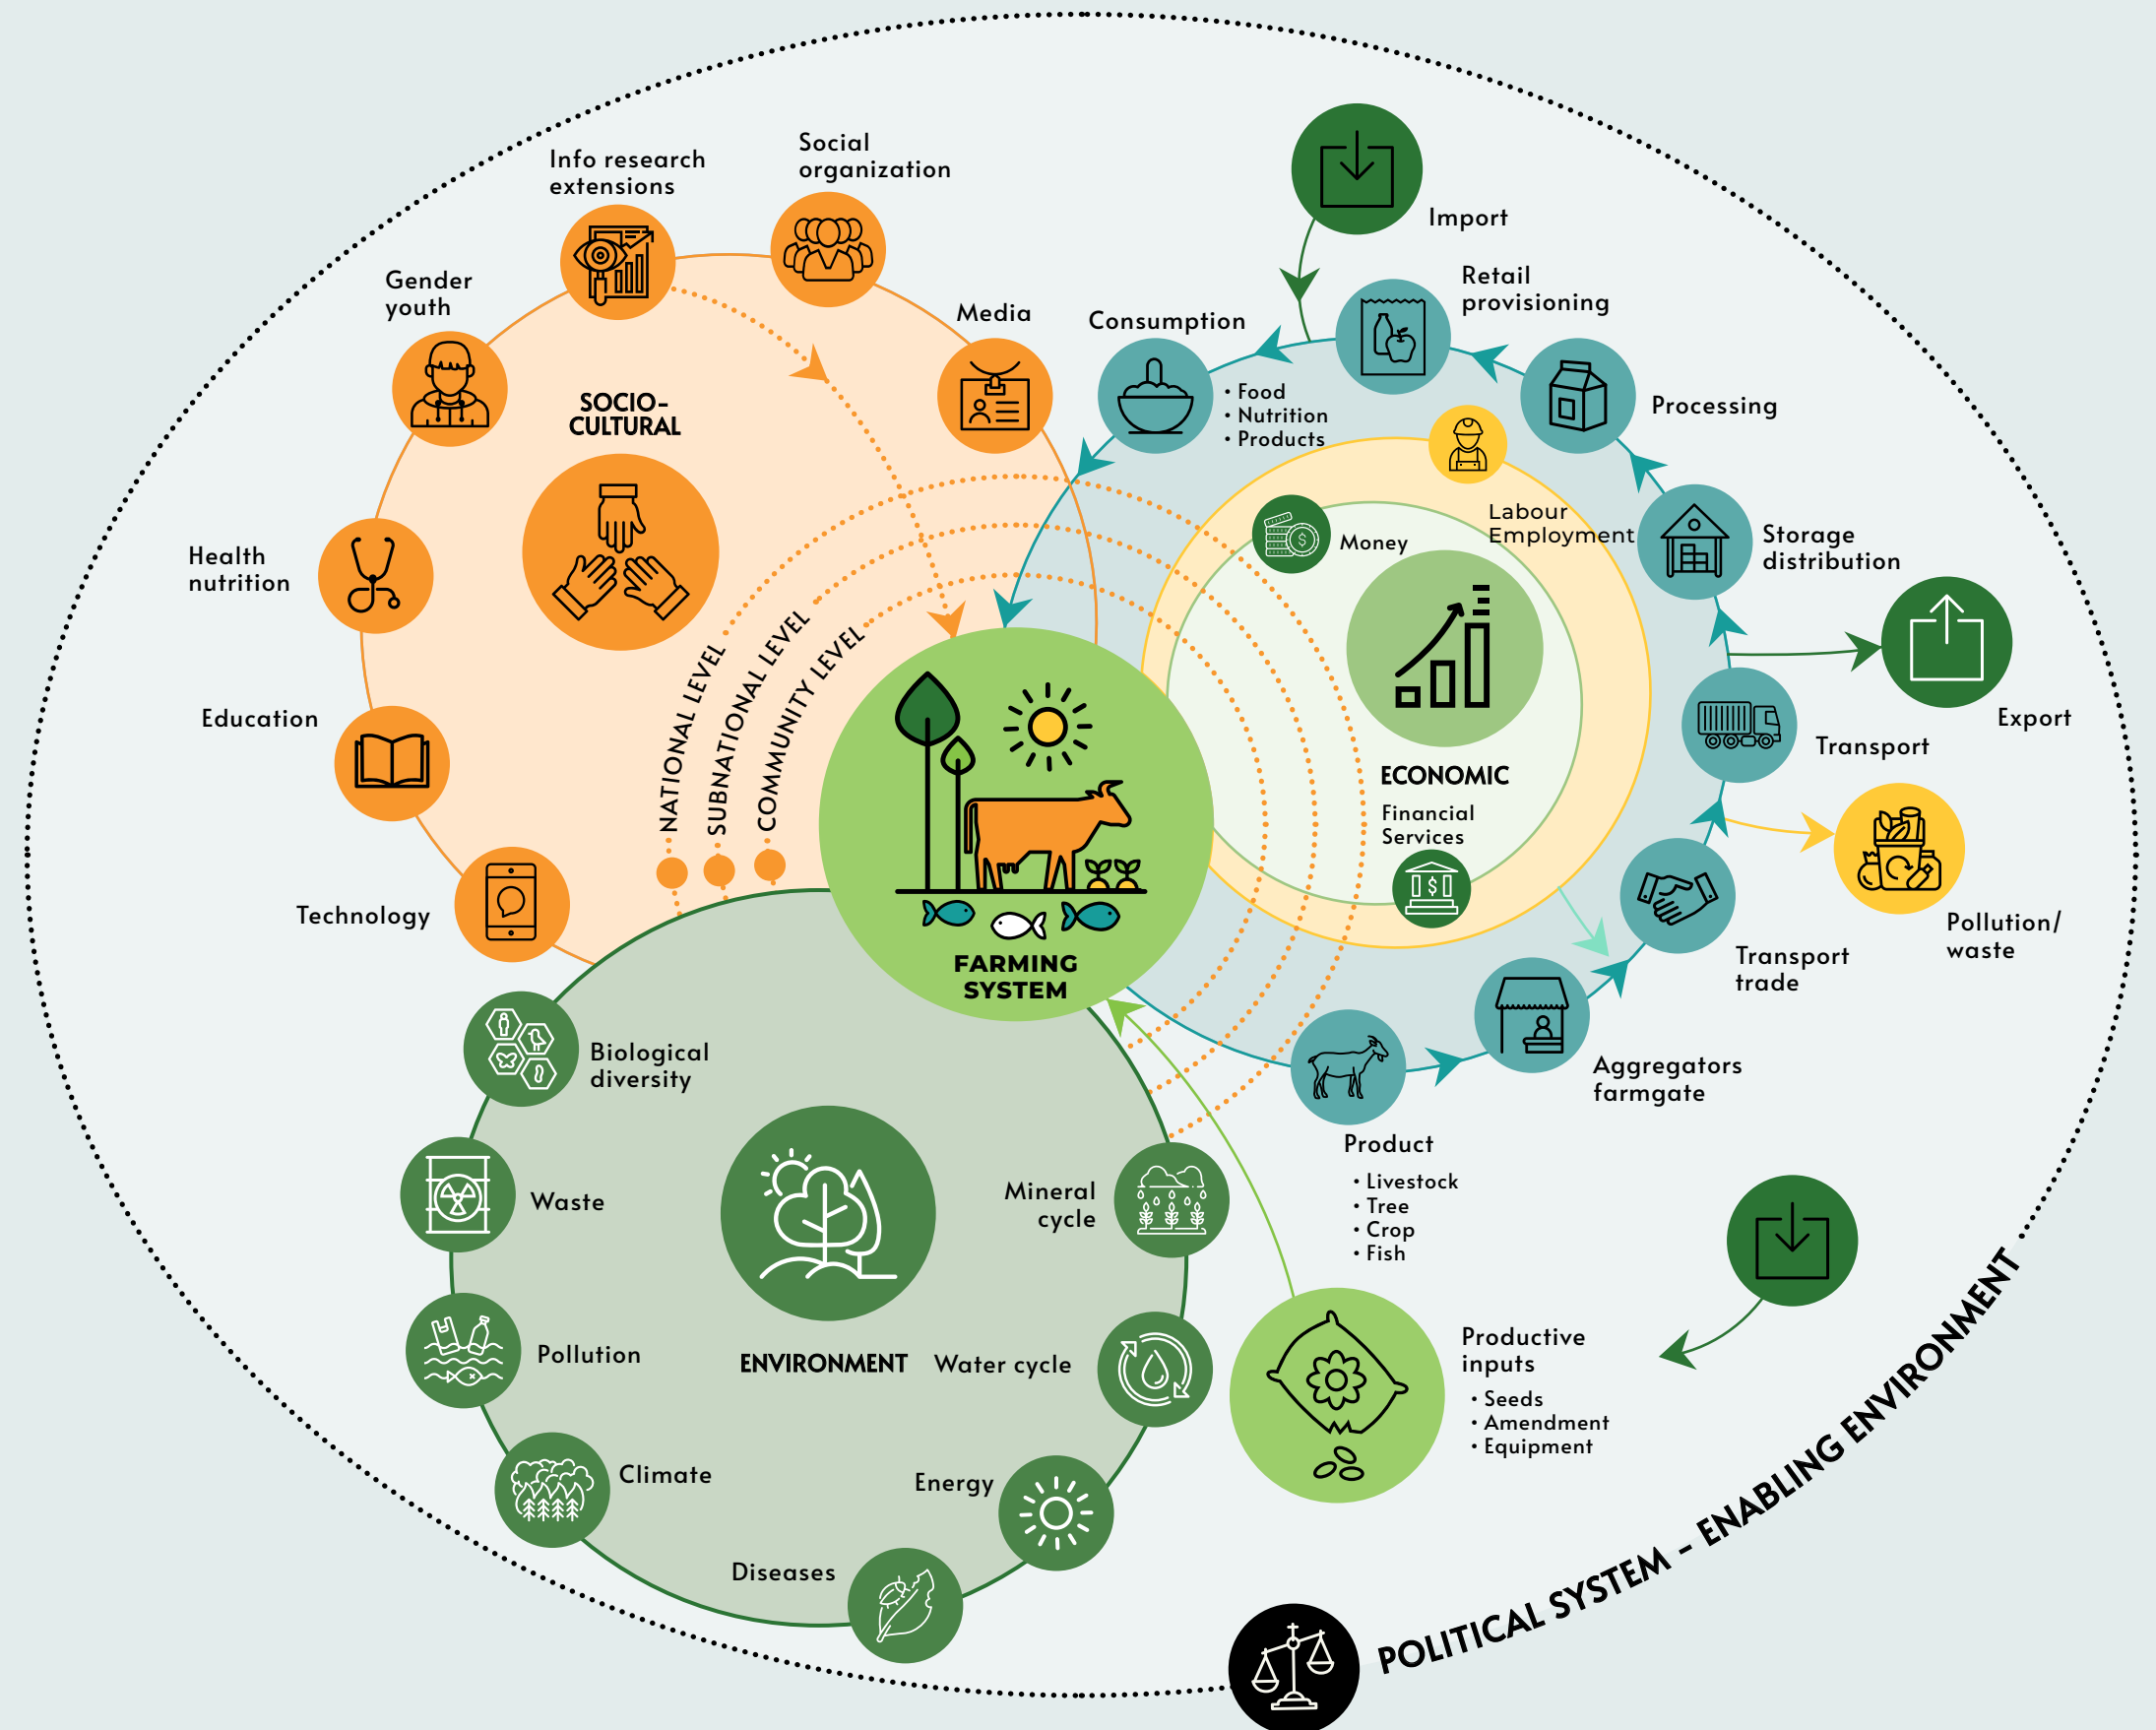 Info research
extensions
Social
organization
Gender
youth
Media
SOCIO-
CULTURAL
Health
nutrition
Education
Technology
NATIONAL LEVEL
SUBNATIONAL LEVEL
COMMUNITY LEVEL
Import
Retail
provisioning
Consumption
• Food
• Nutrition
• Products
Processing
Labour
Employment
Money
Storage
distribution
Export
Transport
ECONOMIC
Financial
Services
$
$
Pollution/
waste
Transport
trade
Aggregators
farmgate
Product
• Livestock
• Tree
• Crop
• Fish
FARMING
SYSTEM
Biological
diversity
Waste
Mineral
cycle
Pollution
ENVIRONMENT
Water cycle
Climate
Energy
Diseases
Productive
inputs
• Seeds
• Amendment
• Equipment
POLITICAL SYSTEM - ENABLING ENVIRONMENT